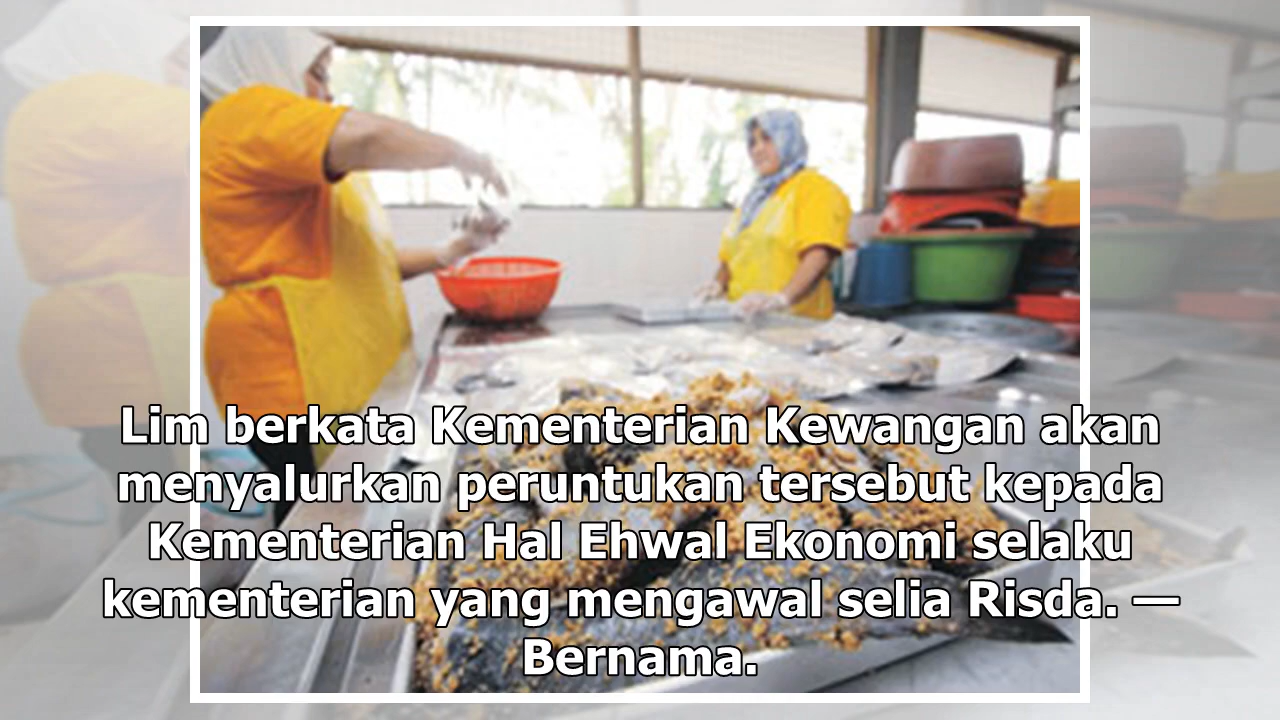 Lim berkata Kementerian Kewangan akan
menyalurkan peruntukan tersebut kepada
Kementerian Hal Ehwal Ekonomi selaku
kementerian yang mengawal selia Risda. —
Bernama.